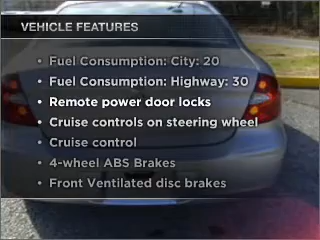 VEHICLE FEATURES
• Fuel Consumption: City: 20
• Fuel Consumption: Highway: 30
• Remote power door locks
• Cruise controls on steering wheel
• Cruise control
• 4-wheel ABS Brakes
• Front Ventilated disc brakes